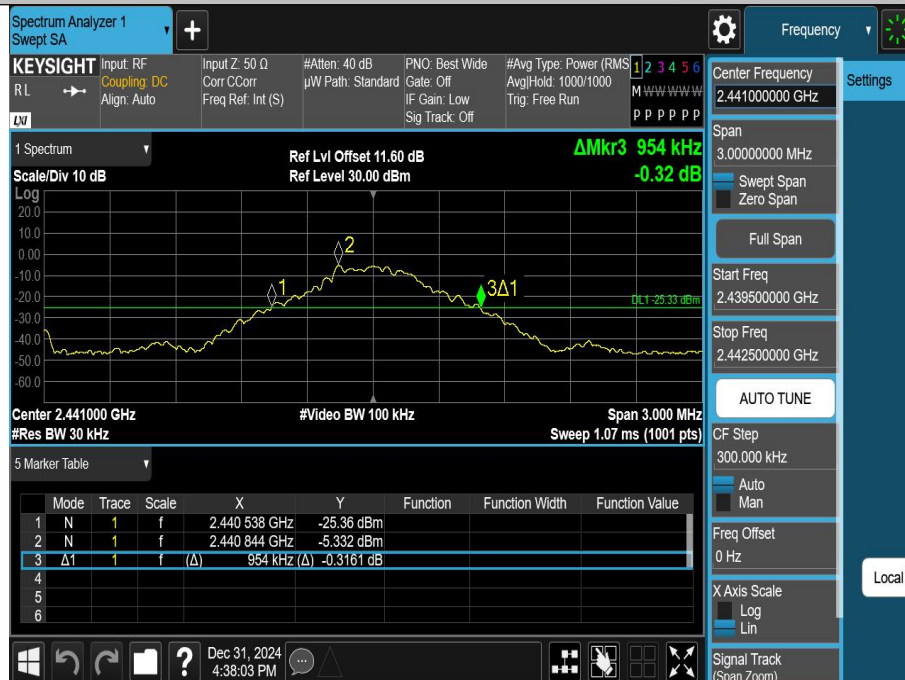 Spectrum Analyzer 1
Swept SA
Frequency
KEYSIGHT
RL
LXI
Input: RF
Coupling: DC
Align: Auto
Input Z: 50 Ω
Corr CCorr
Freq Ref: Int (S)
#Atten: 40 dB
µW Path: Standard
PNO: Best Wide
Gate: Off
IF Gain: Low
Sig Track: Off
#Avg Type: Power (RMS
Avg|Hold: 1000/1000
Trig: Free Run
1 2 3 4 5 6
M W W W W W
P P P P P P
1 Spectrum
Scale/Div 10 dB
Ref Lvl Offset 11.60 dB
Ref Level 30.00 dBm
ΔMkr3 954 kHz
-0.32 dB
Log
20.0
10.0
0.00
-10.0
-20.0
-30.0
-40.0
-50.0
-60.0
1
2
3Δ1
DL1 -25.33 dBm
Center 2.441000 GHz
#Video BW 100 kHz
Span 3.000 MHz
#Res BW 30 kHz
Sweep 1.07 ms (1001 pts)
5 Marker Table
Mode Trace Scale X Y Function Function Width Function Value
1 N 1 f 2.440 538 GHz -25.36 dBm
2 N 1 f 2.440 844 GHz -5.332 dBm
3 Δ1 1 f (Δ) 954 kHz (Δ) -0.3161 dB
4
5
6
?
Dec 31, 2024
4:38:03 PM
Center Frequency
2.441000000 GHz
Settings
Span
3.00000000 MHz
Swept Span
Zero Span
Full Span
Start Freq
2.439500000 GHz
Stop Freq
2.442500000 GHz
AUTO TUNE
CF Step
300.000 kHz
Auto
Man
Freq Offset
0 Hz
Local
X Axis Scale
Log
Lin
Signal Track
(Span Zoom)